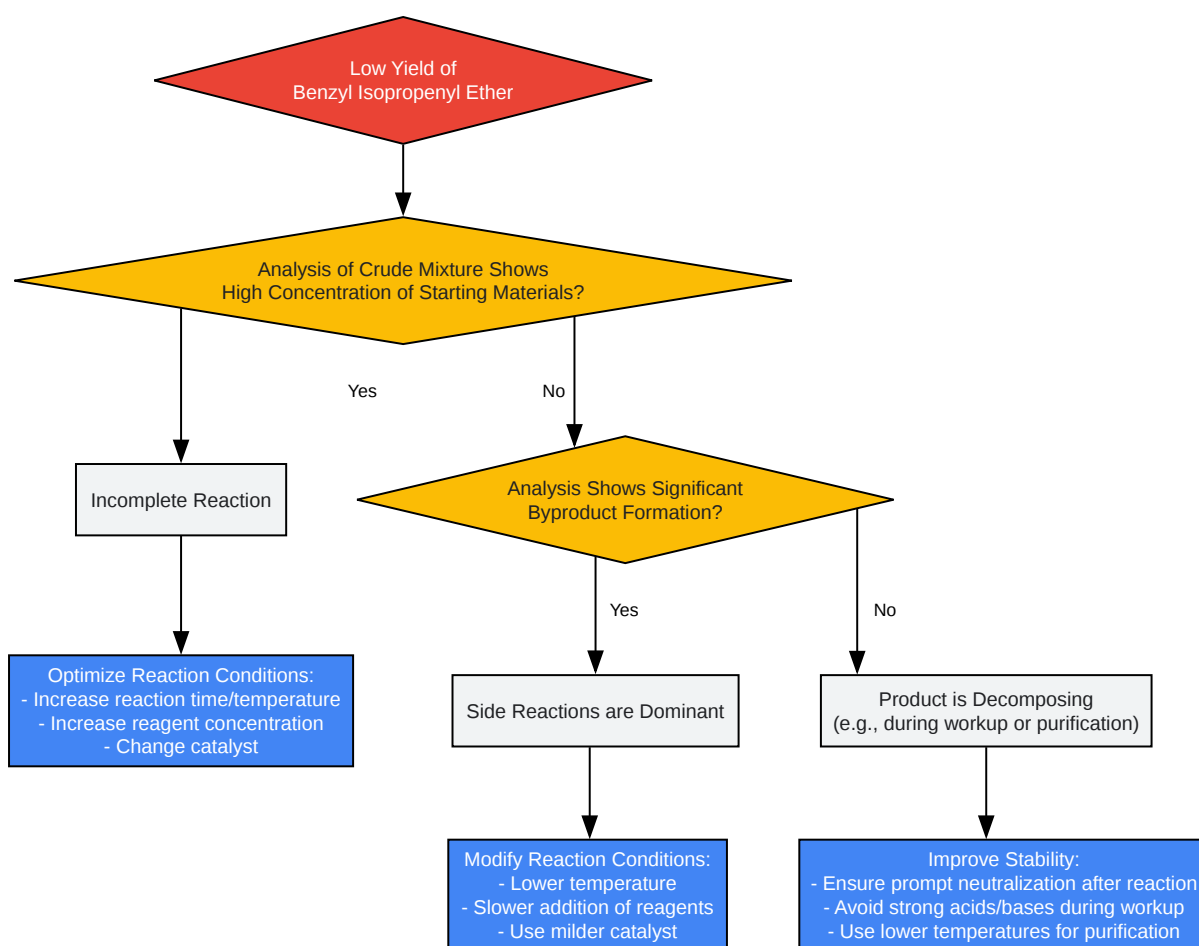 Low Yield of
Benzyl Isopropenyl Ether
Analysis of Crude Mixture Shows
High Concentration of Starting Materials?
Yes
No
Incomplete Reaction
Analysis Shows Significant
Byproduct Formation?
Yes
No
Optimize Reaction Conditions:
- Increase reaction time/temperature
- Increase reagent concentration
- Change catalyst
Side Reactions are Dominant
Product is Decomposing
(e.g., during workup or purification)
Modify Reaction Conditions:
- Lower temperature
- Slower addition of reagents
- Use milder catalyst
Improve Stability:
- Ensure prompt neutralization after reaction
- Avoid strong acids/bases during workup
- Use lower temperatures for purification